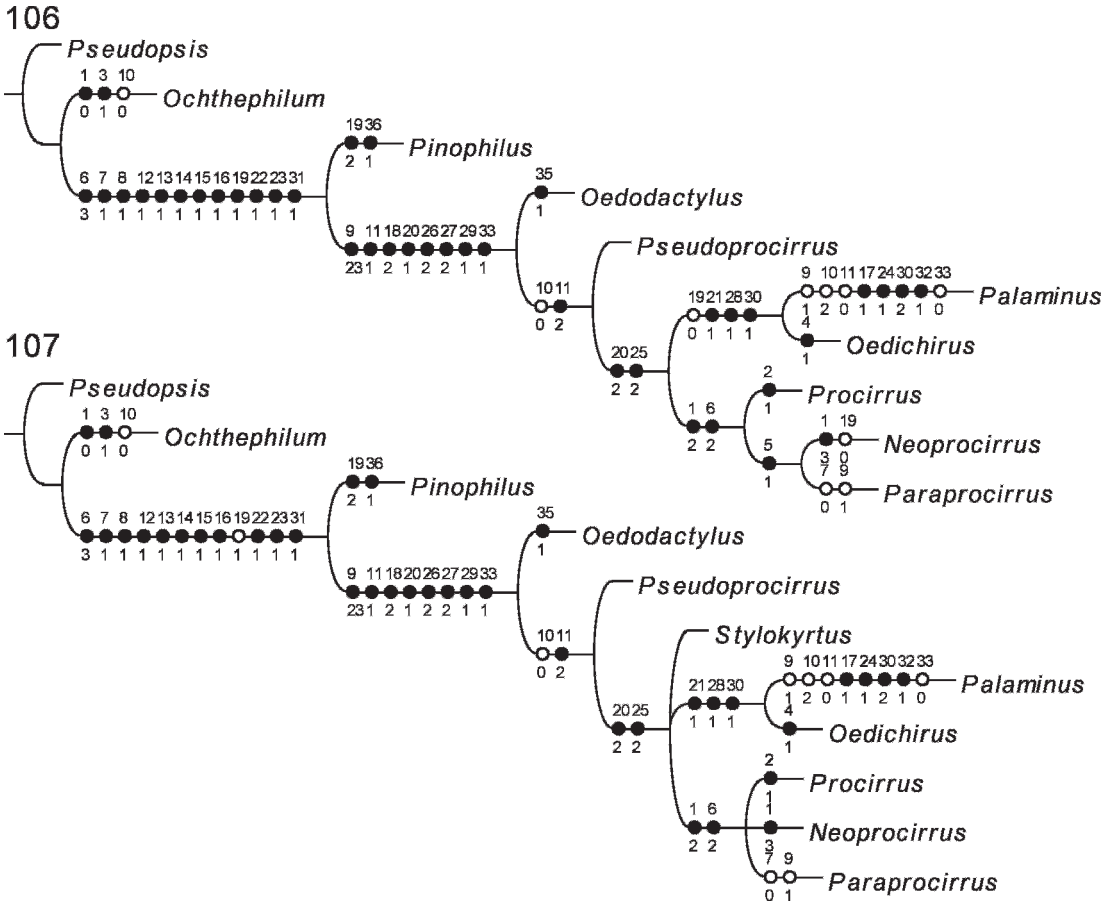 106
Pseudopsis
1 3 10
Ochthephilum
0 1 0
19 36
Pinophilus
2 1
6 7 8 12 13 14 15 16 19 22 23 31
3 1 1 1 1 1 1 1 1 1 1 1
35
Oedodactylus
1
9 11 18 20 26 27 29 33
23 1 2 1 2 2 1 1
Pseudoprocirrus
10 11
0 2
9 10 11 17 24 30 32 33
Palaminus
1 2 0 1 1 2 1 0
19 21 28 30
0 1 1 1
4
Oedichirus
1
20 25
2 2
2
Procirrus
1
1 6
2 2
1 19
Neoprocirrus
3 0
5
1
7 9
Paraprocirrus
0 1
107
Pseudopsis
1 3 10
Ochthephilum
0 1 0
19 36
Pinophilus
2 1
6 7 8 12 13 14 15 16 19 22 23 31
3 1 1 1 1 1 1 1 1 1 1 1
35
Oedodactylus
1
9 11 18 20 26 27 29 33
23 1 2 1 2 2 1 1
Pseudoprocirrus
10 11
0 2
Stylokyrtus
9 10 11 17 24 30 32 33
Palaminus
1 2 0 1 1 2 1 0
21 28 30
1 1 1
4
Oedichirus
1
20 25
2 2
2
Procirrus
1
1 6
2 2
1
Neoprocirrus
3
7 9
Paraprocirrus
0 1